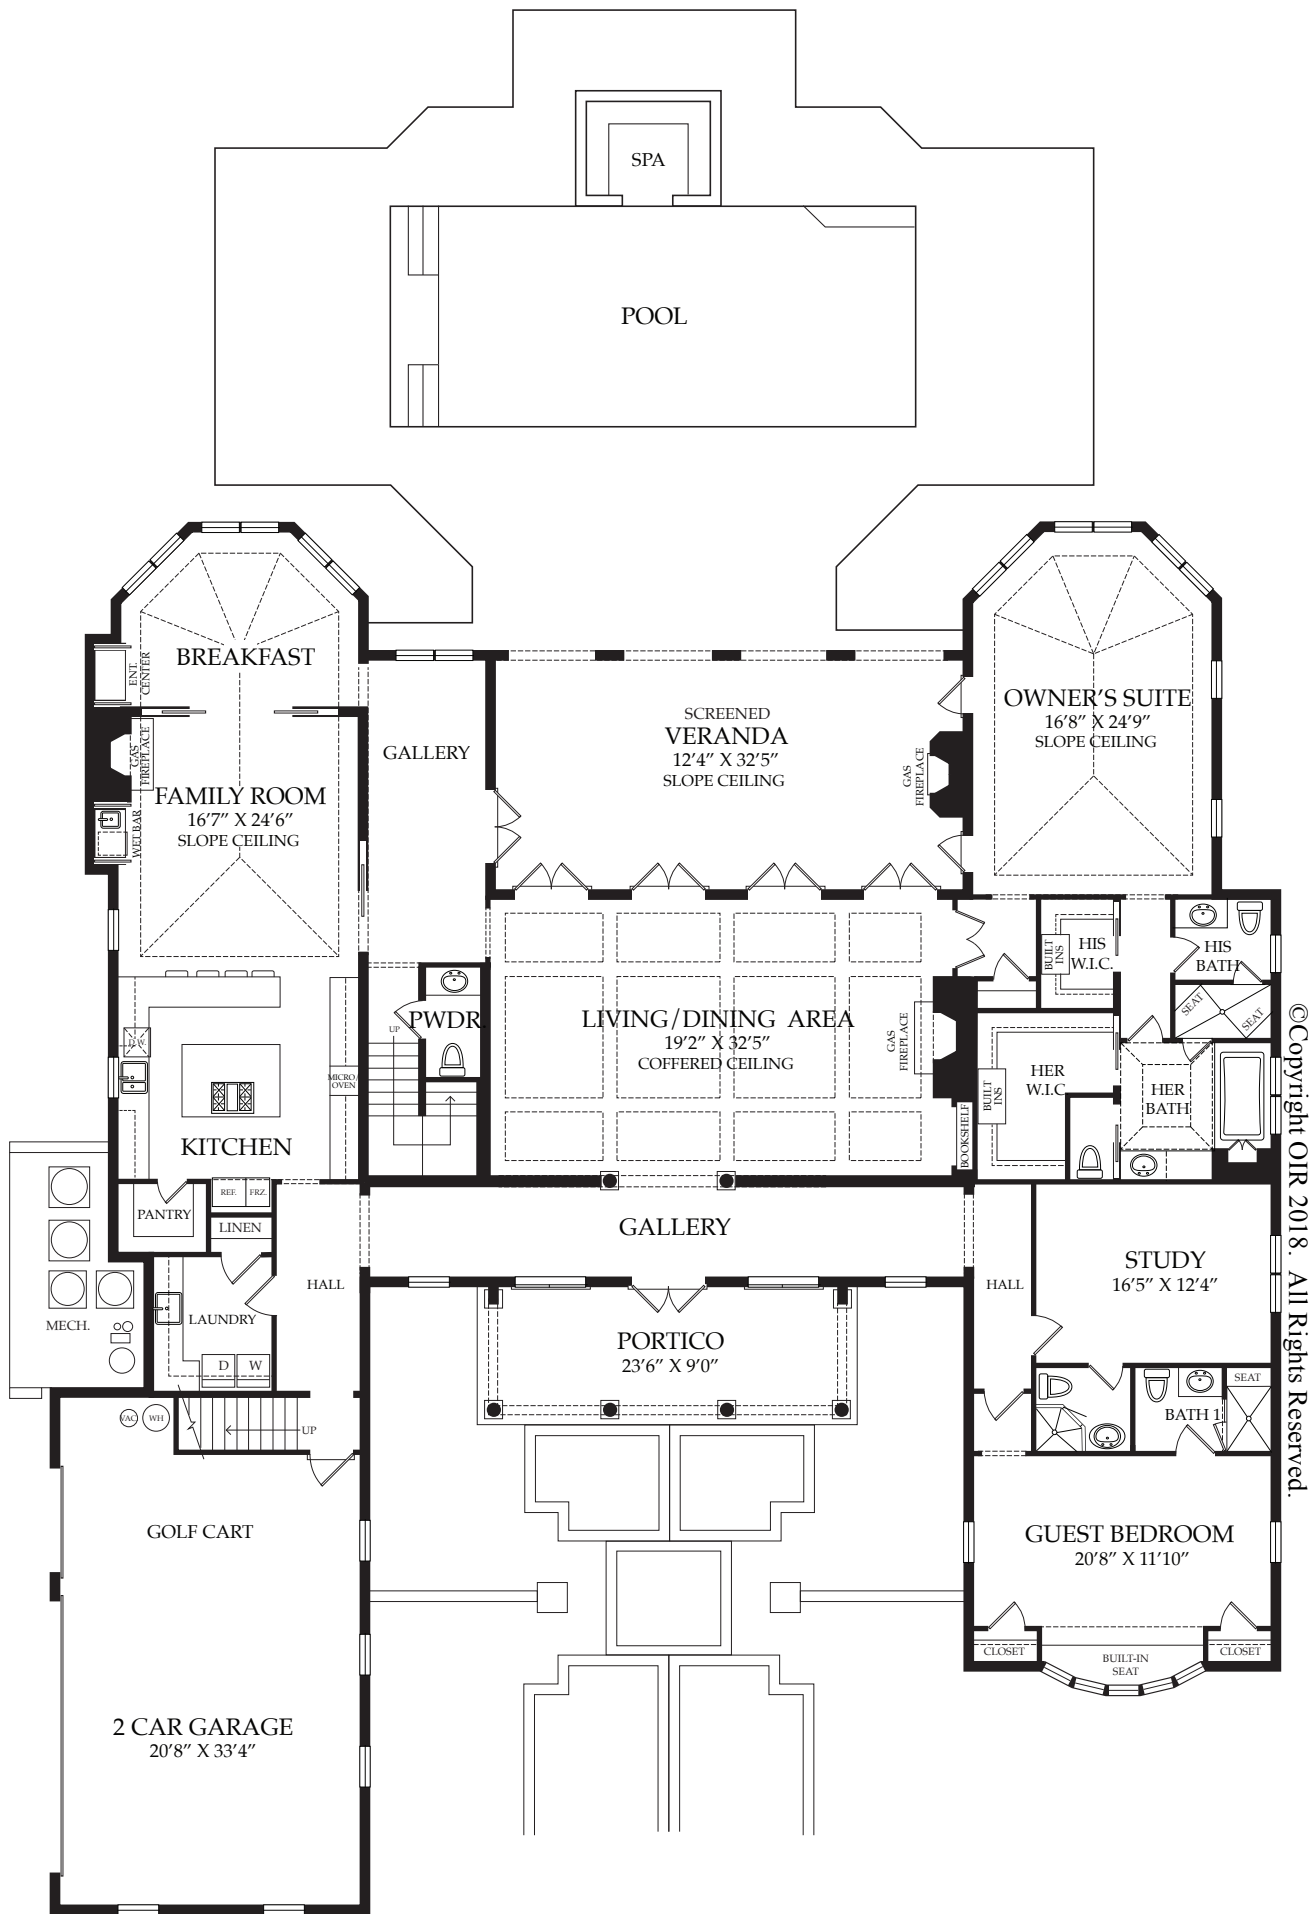 SPA
POOL
BREAKFAST
ENT.
CENTER
GAS
FIREPLACE
FAMILY ROOM
16'7" X 24'6"
SLOPE CEILING
WET BAR
GALLERY
SCREENED
VERANDA
12'4" X 32'5"
SLOPE CEILING
GAS
FIREPLACE
OWNER'S SUITE
16'8" X 24'9"
SLOPE CEILING
HIS
W.I.C.
BUILT
INS
HIS
BATH
SEAT
SEAT
PWDR.
UP
LIVING/DINING AREA
19'2" X 32'5"
COFFERED CEILING
GAS
FIREPLACE
BOOKSHELF
HER
W.I.C.
BUILT
INS
HER
BATH
D.W.
MICRO/
OVEN
KITCHEN
PANTRY
REF.
FRZ.
LINEN
LAUNDRY
D
W
HALL
MECH.
GALLERY
PORTICO
23'6" X 9'0"
HALL
STUDY
16'5" X 12'4"
BATH 1
SEAT
VAC
WH
UP
GOLF CART
2 CAR GARAGE
20'8" X 33'4"
GUEST BEDROOM
20'8" X 11'10"
CLOSET
BUILT-IN
SEAT
CLOSET
©Copyright OIR 2018. All Rights Reserved.